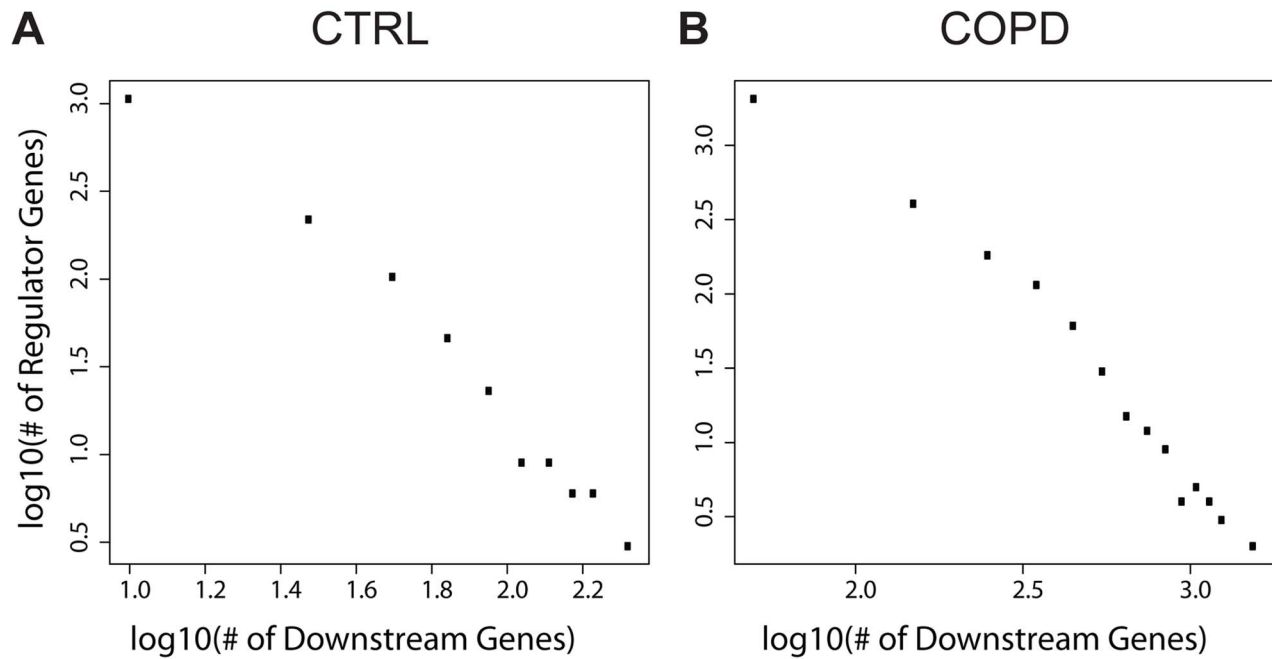 A CTRL
B COPD
log10(# of Regulator Genes)
3.0
2.5
2.0
1.5
1.0
0.5
1.0 1.2 1.4 1.6 1.8 2.0 2.2
log10(# of Downstream Genes)
3.0
2.5
2.0
1.5
1.0
0.5
2.0 2.5 3.0
log10(# of Downstream Genes)